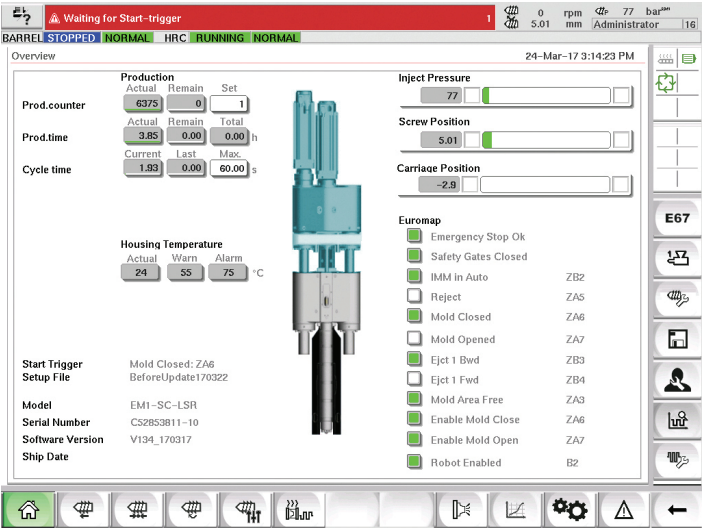 Waiting for Start-trigger 1
0 rpm 77 bar
5.01 mm Administrator 16
BARREL STOPPED NORMAL HRC RUNNING NORMAL
Overview 24-Mar-17 3:14:23 PM
Production
Actual Remain Set
Prod.counter 6375 0 1
Actual Remain Total
Prod.time 3.85 0.00 0.00 h
Current Last Max.
Cycle time 1.93 0.00 60.00 s
Housing Temperature
Actual Warn Alarm
24 55 75 °C
Start Trigger Mold Closed: ZA6
Setup File BeforeUpdate170322
Model EM1-SC-LSR
Serial Number C52853811-10
Software Version V134_170317
Ship Date
Inject Pressure
77
Screw Position
5.01
Carriage Position
-2.9
Euromap
Emergency Stop Ok
Safety Gates Closed
IMM in Auto ZB2
Reject ZA5
Mold Closed ZA6
Mold Opened ZA7
Ejct 1 Bwd ZB3
Ejct 1 Fwd ZB4
Mold Area Free ZA3
Enable Mold Close ZA6
Enable Mold Open ZA7
Robot Enabled B2
E67